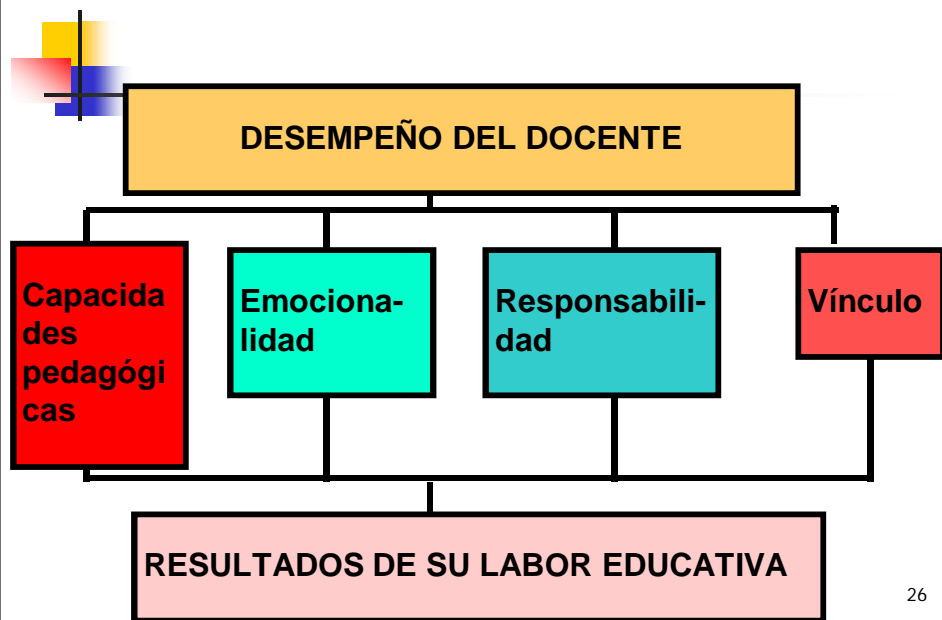 DESEMPEÑO DEL DOCENTE
Capacida
des
pedagógi
cas
Emociona-
lidad
Responsabili-
dad
Vínculo
RESULTADOS DE SU LABOR EDUCATIVA
26